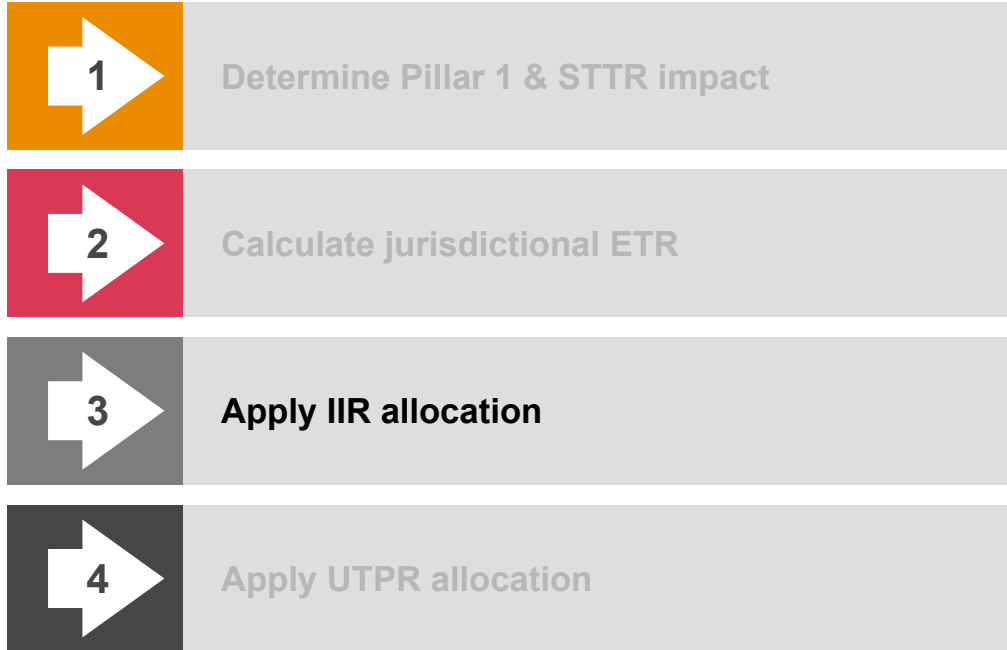 1
Determine Pillar 1 & STTR impact
2
Calculate jurisdictional ETR
3
Apply IIR allocation
4
Apply UTPR allocation